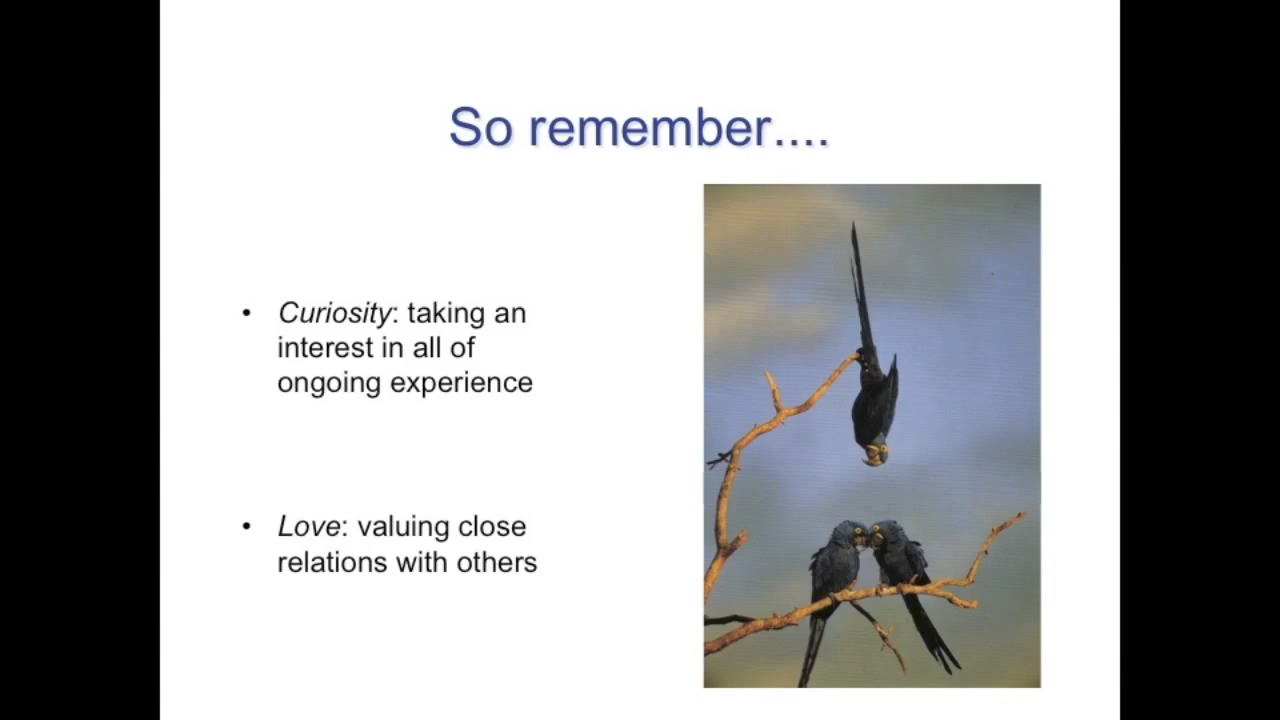 So remember....
• Curiosity: taking an
interest in all of
ongoing experience
• Love: valuing close
relations with others